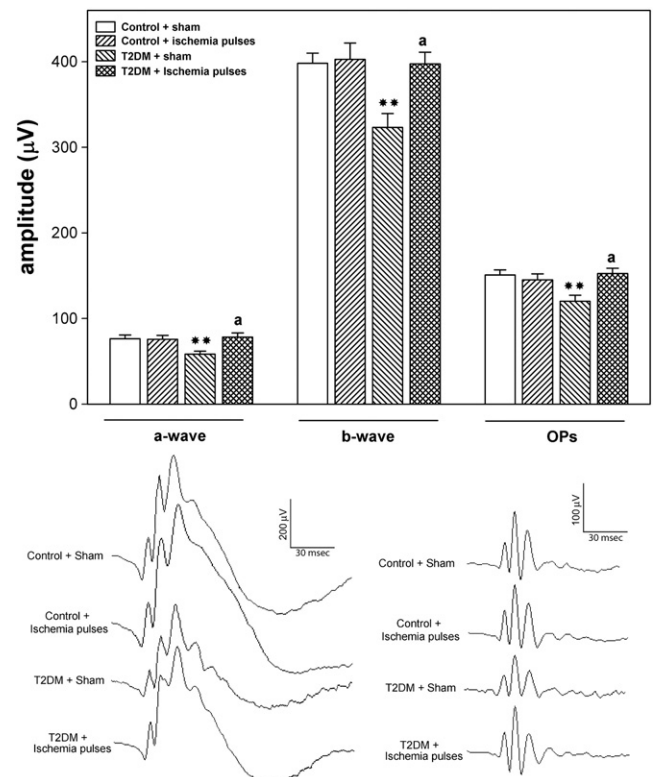 Control + sham
Control + ischemia pulses
T2DM + sham
T2DM + Ischemia pulses
amplitude (µV)
400
300
200
100
0
** a
** a
** a
a-wave b-wave OPs
200 µV
30 msec
100 µV
30 msec
Control + Sham
Control +
Ischemia pulses
T2DM + Sham
T2DM +
Ischemia pulses
Control + Sham
Control +
Ischemia pulses
T2DM + Sham
T2DM +
Ischemia pulses